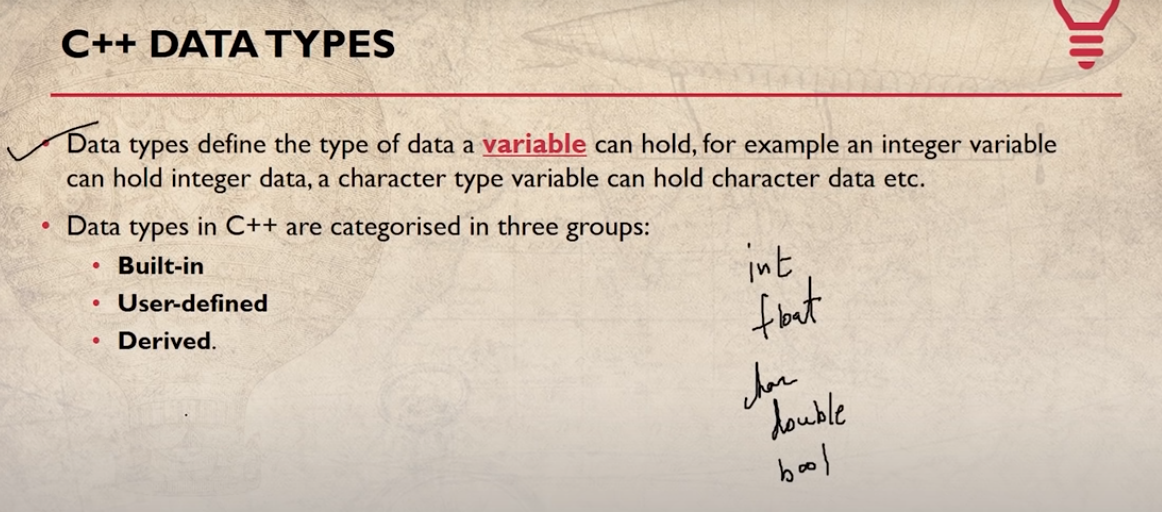 C++ DATA TYPES
• Data types define the type of data a variable can hold, for example an integer variable
can hold integer data, a character type variable can hold character data etc.
• Data types in C++ are categorised in three groups:
• Built-in
• User-defined
• Derived.
int
float
char
double
bool